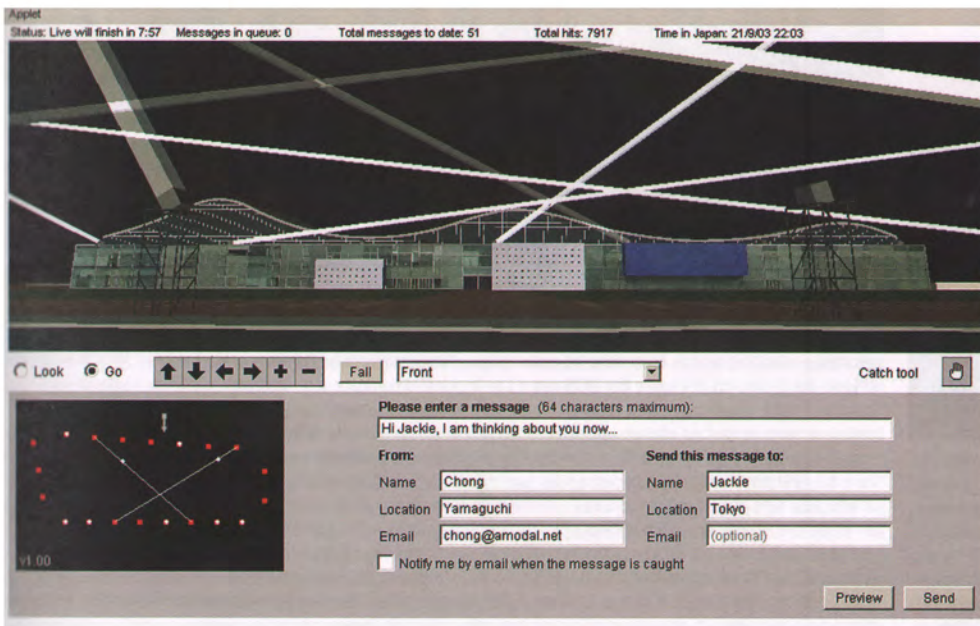 Applet
Status: Live will finish in 7:57 Messages in queue: 0 Total messages to date: 51 Total hits: 7917 Time in Japan: 21/9/03 22:03
Look Go Fall Front Catch tool
Please enter a message (64 characters maximum):
Hi Jackie, I am thinking about you now...
From: Send this message to:
Name Chong Name Jackie
Location Yamaguchi Location Tokyo
Email chong@amodal.net Email (optional)
v1.00
Notify me by email when the message is caught
Preview Send